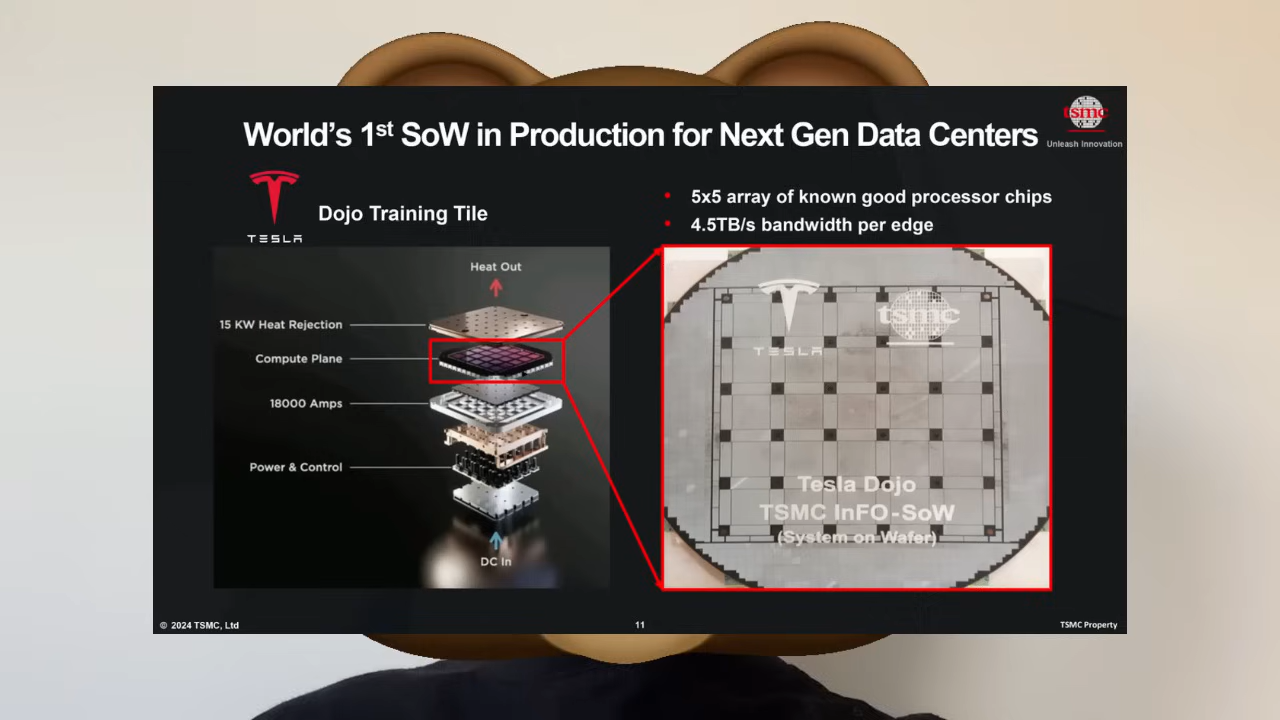 World's 1st SoW in Production for Next Gen Data Centers
tsmc
Unleash Innovation
TESLA
Dojo Training Tile
• 5x5 array of known good processor chips
• 4.5TB/s bandwidth per edge
Heat Out
15 KW Heat Rejection
Compute Plane
18000 Amps
Power & Control
DC In
TESLA
tsmc
Tesla Dojo
TSMC InFO-SoW
(System on Wafer)
© 2024 TSMC, Ltd
11
TSMC Property